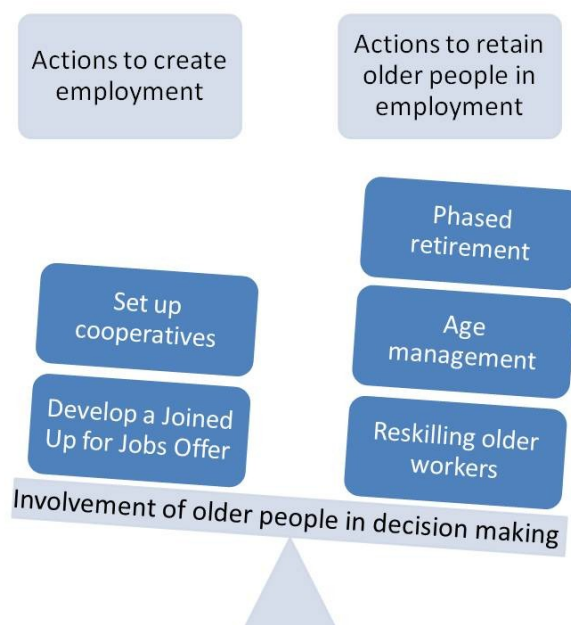 Actions to create
employment
Actions to retain
older people in
employment
Phased
retirement
Set up
cooperatives
Age
management
Develop a Joined
Up for Jobs Offer
Reskilling older
workers
Involvement of older people in decision making